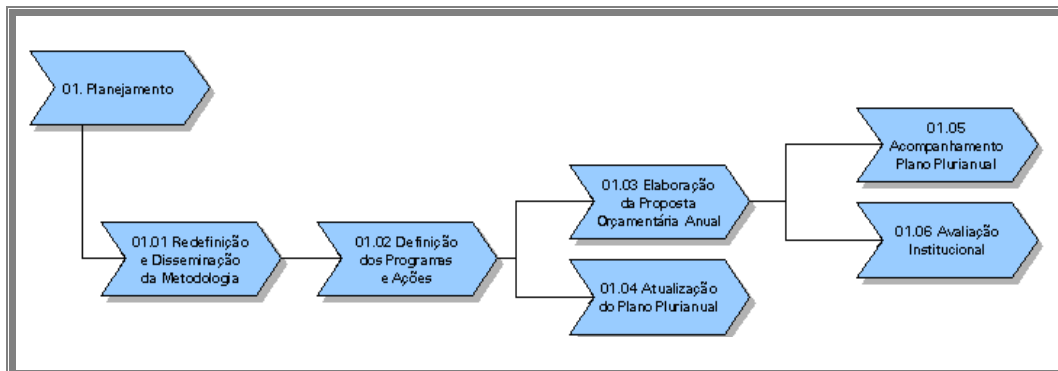 01. Planejamento
01.01 Redefinição
e Disseminação
da Metodologia
01.02 Definição
dos Programas
e Ações
01.03 Elaboração
da Proposta
Orçamentária Anual
01.04 Atualização
do Plano Plurianual
01.05
Acompanhamento
Plano Plurianual
01.06 Avaliação
Institucional